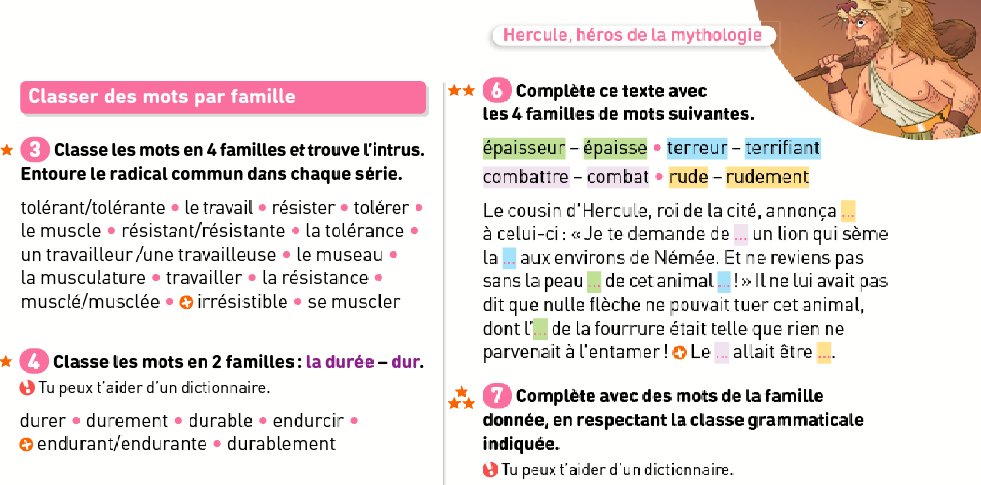 Hercule, héros de la mythologie
Classer des mots par famille
3 Classe les mots en 4 familles et trouve l'intrus.
Entoure le radical commun dans chaque série.
tolérant/tolérante • le travail • résister • tolérer •
le muscle • résistant/résistante • la tolérance •
un travailleur/une travailleuse • le museau •
la musculature • travailler • la résistance •
musclé/musclée • irrésistible • se muscler
4 Classe les mots en 2 familles : la durée – dur.
Tu peux t'aider d'un dictionnaire.
durer • durement • durable • endurcir •
endurant/endurante • durablement
6 Complète ce texte avec
les 4 familles de mots suivantes.
épaisseur – épaisse • terreur – terrifiant
combattre – combat • rude – rudement
Le cousin d'Hercule, roi de la cité, annonça ...
à celui-ci : « Je te demande de ... un lion qui sème
la ... aux environs de Némée. Et ne reviens pas
sans la peau ... de cet animal ... ! » Il ne lui avait pas
dit que nulle flèche ne pouvait tuer cet animal,
dont l'... de la fourrure était telle que rien ne
parvenait à l'entamer ! Le ... allait être ... .
7 Complète avec des mots de la famille
donnée, en respectant la classe grammaticale
indiquée.
Tu peux t'aider d'un dictionnaire.